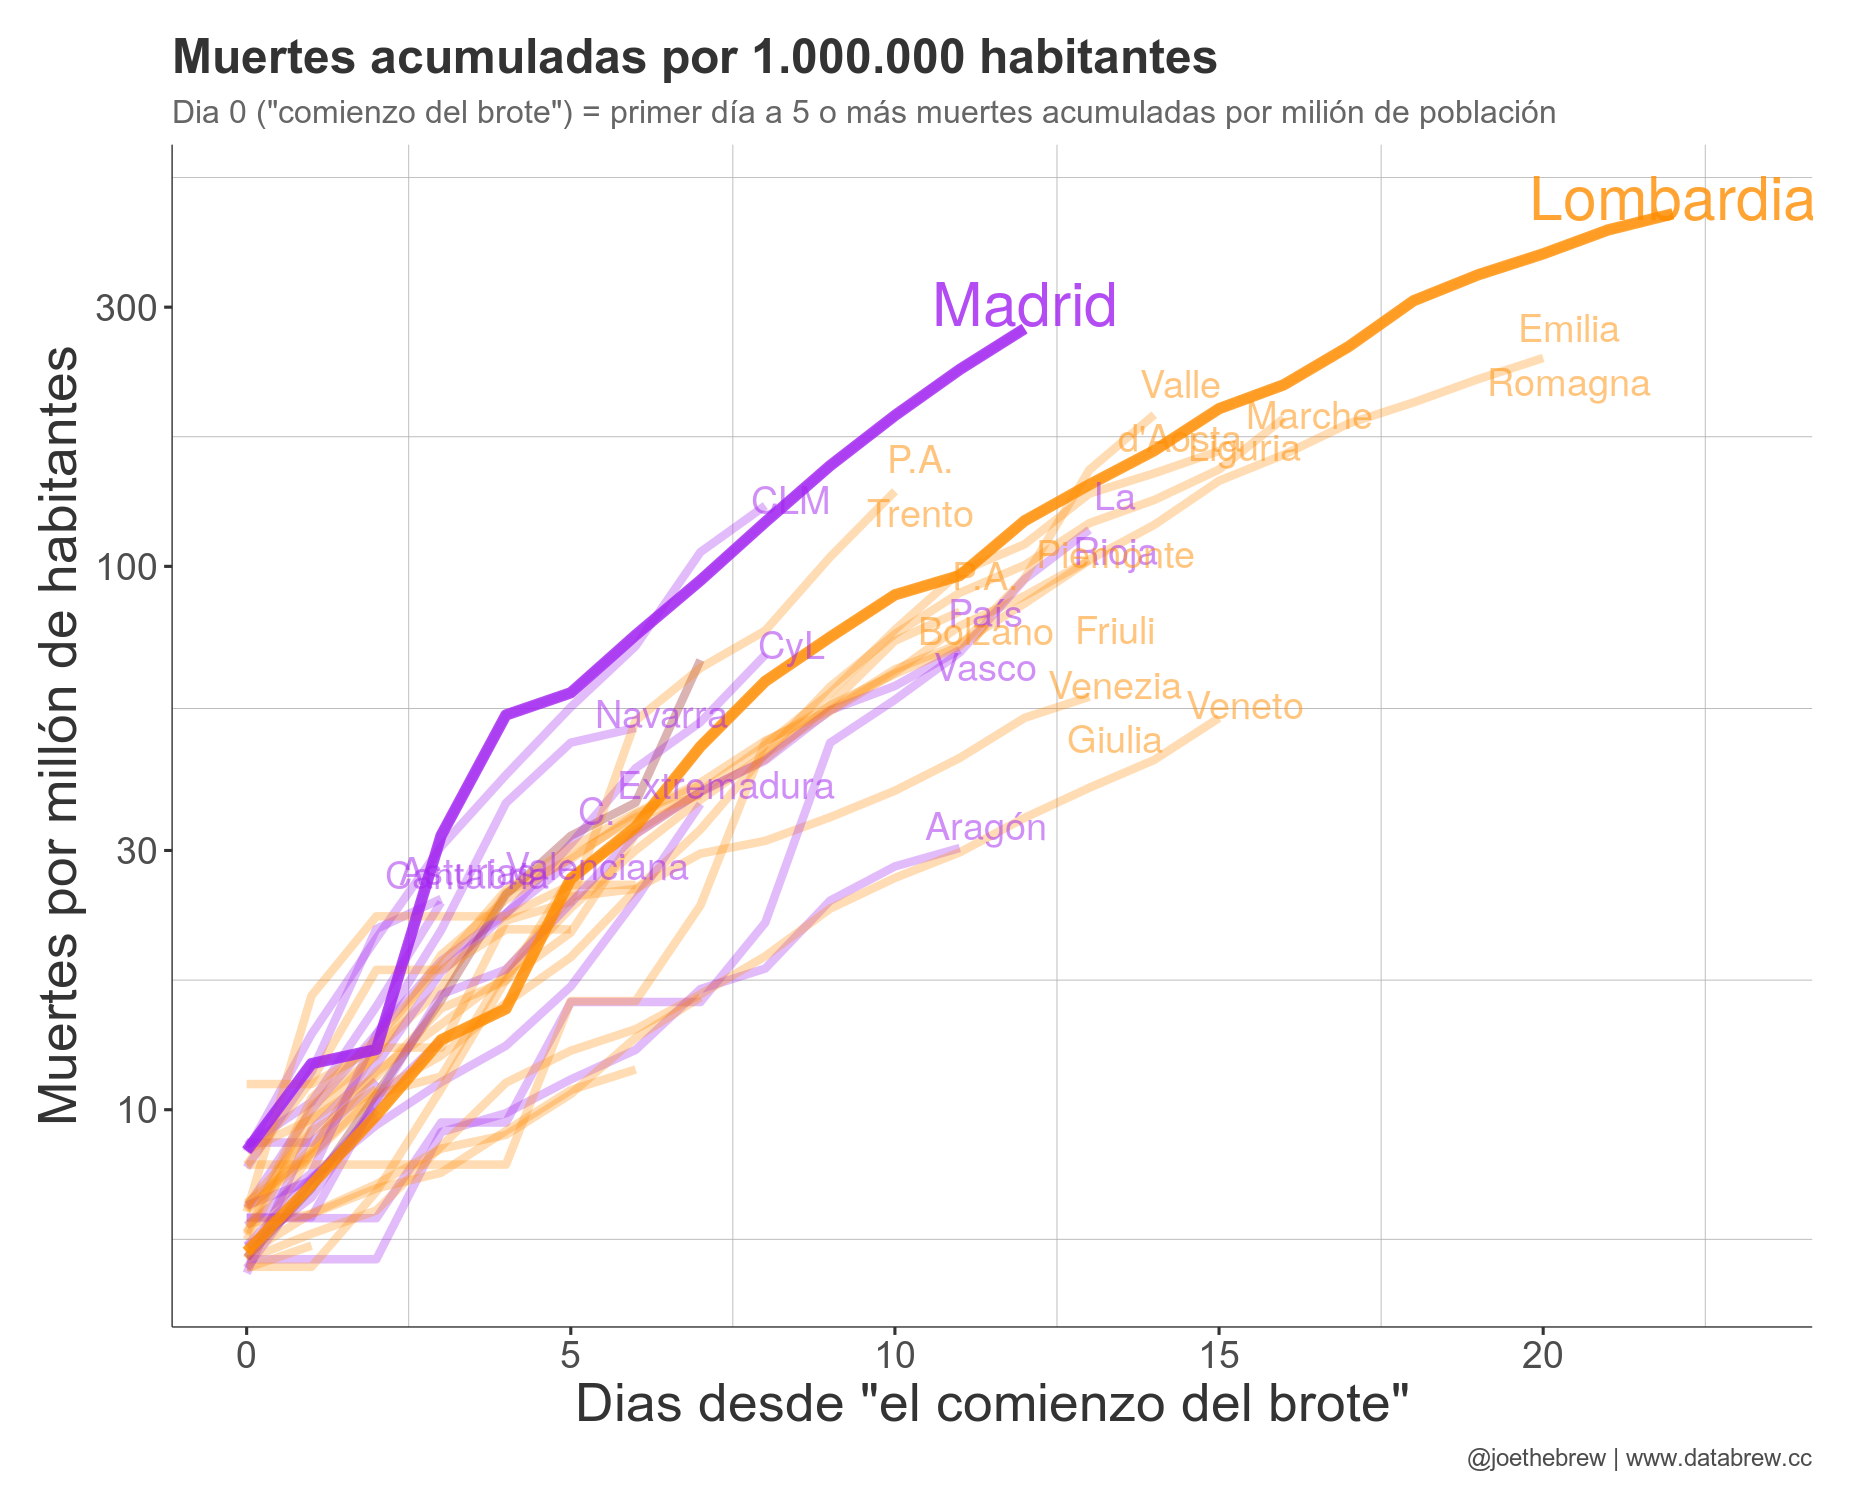 Muertes acumuladas por 1.000.000 habitantes
Dia 0 ("comienzo del brote") = primer día a 5 o más muertes acumuladas por milión de población
Muertes por millón de habitantes
300
100
30
10
Lombardia
Madrid
Emilia
Romagna
Valle
d'Aosta
Marche
Liguria
P.A.
Trento
CLM
La
Rioja
Piemonte
P.A.
Bolzano
País
Vasco
CyL
Friuli
Venezia
Giulia
Veneto
Navarra
Extremadura
C.
Valenciana
Aragón
Asturias
Cantabria
0
5
10
15
20
Dias desde "el comienzo del brote"
@joethebrew | www.databrew.cc